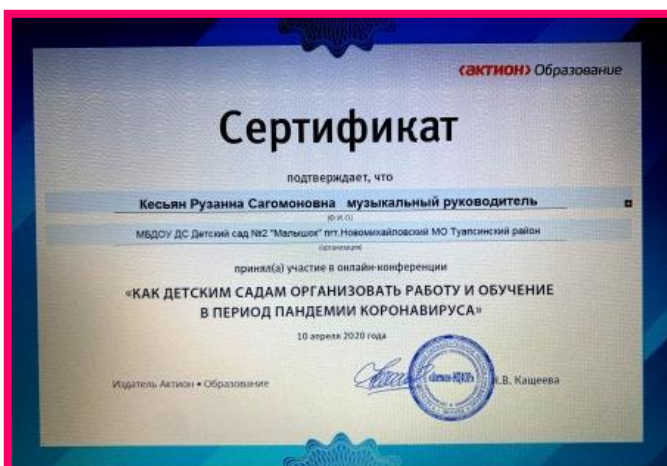 ‹актион› Образование
Сертификат
подтверждает, что
Кесьян Рузанна Сагомоновна музыкальный руководитель
(Ф.И.О.)
МБДОУ ДС Детский сад №2 "Малышок" пгт.Новомихайловский МО Туапсинский район
(организация)
принял(а) участие в онлайн-конференции
«КАК ДЕТСКИМ САДАМ ОРГАНИЗОВАТЬ РАБОТУ И ОБУЧЕНИЕ
В ПЕРИОД ПАНДЕМИИ КОРОНАВИРУСА»
10 апреля 2020 года
Издатель Актион • Образование
В. Кащеева